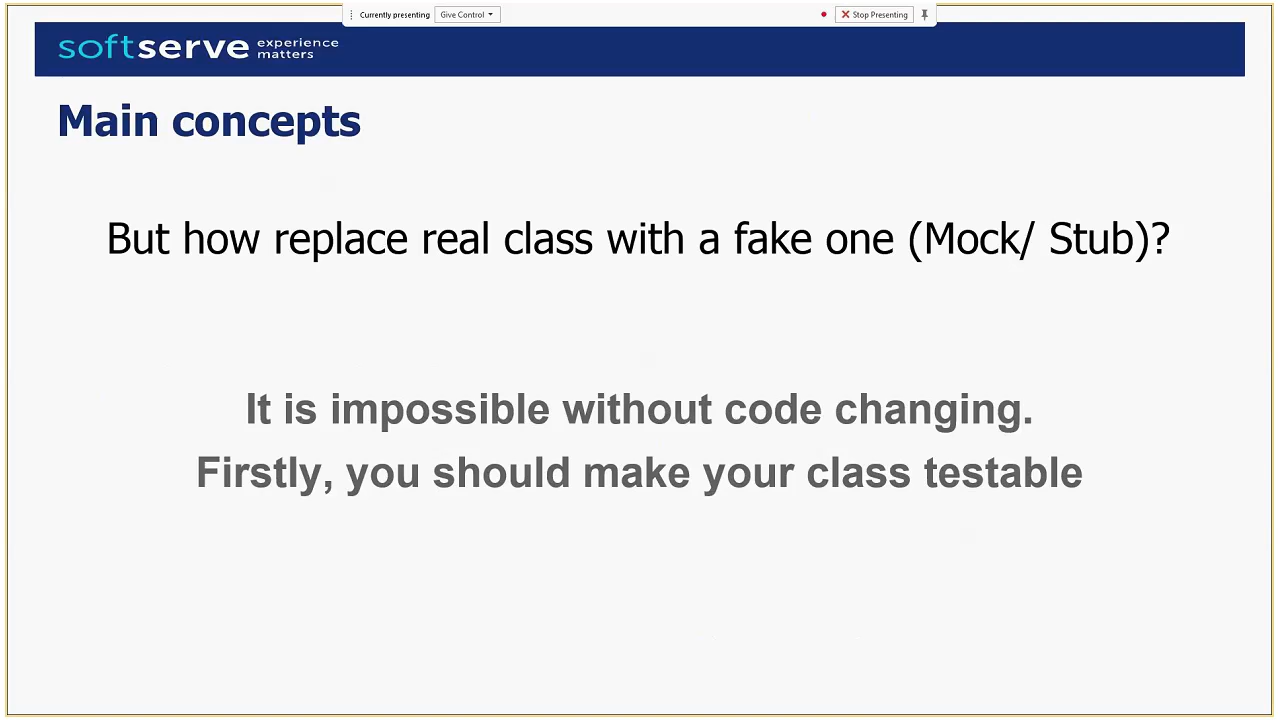 Currently presenting
Give Control
Stop Presenting
softserve experience matters
Main concepts
But how replace real class with a fake one (Mock/ Stub)?
It is impossible without code changing.
Firstly, you should make your class testable